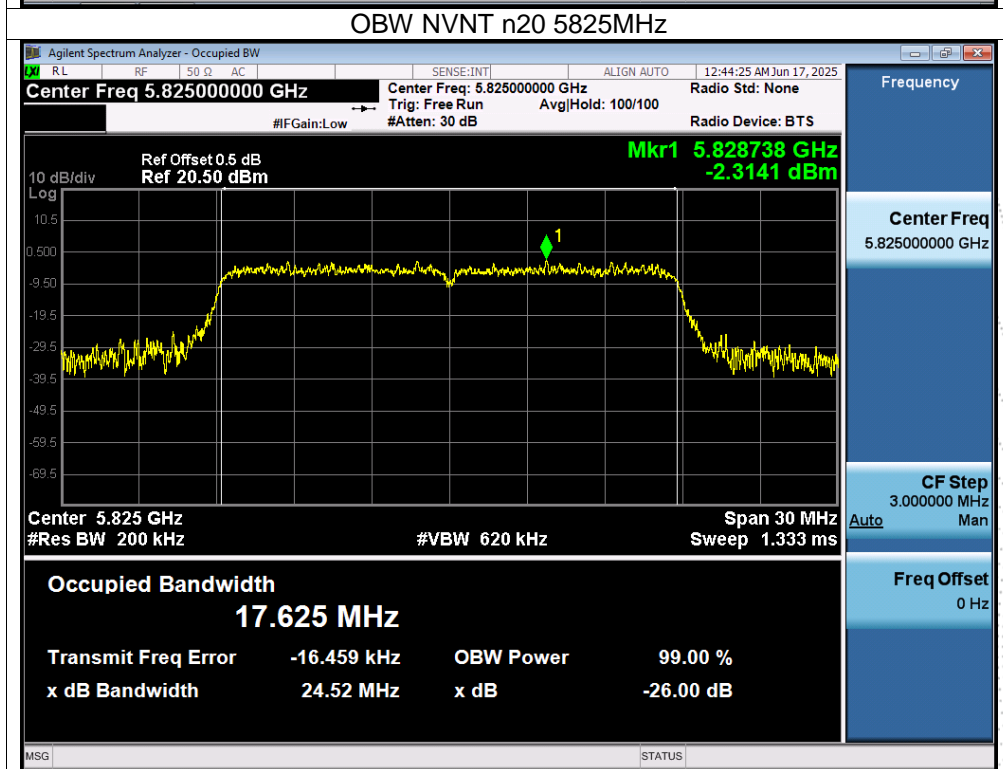 OBW NVNT n20 5825MHz
Agilent Spectrum Analyzer - Occupied BW
LXI RL RF 50 Ω AC SENSE:INT ALIGN AUTO 12:44:25 AM Jun 17, 2025
Center Freq 5.825000000 GHz
Center Freq: 5.825000000 GHz
Radio Std: None
Trig: Free Run Avg|Hold: 100/100
#IFGain:Low #Atten: 30 dB Radio Device: BTS
Mkr1 5.828738 GHz
-2.3141 dBm
Ref Offset 0.5 dB
10 dB/div Ref 20.50 dBm
Log
10.5
0.500
-9.50
-19.5
-29.5
-39.5
-49.5
-59.5
-69.5
1
Center 5.825 GHz Span 30 MHz
#Res BW 200 kHz #VBW 620 kHz Sweep 1.333 ms
Occupied Bandwidth
17.625 MHz
Transmit Freq Error -16.459 kHz OBW Power 99.00 %
x dB Bandwidth 24.52 MHz x dB -26.00 dB
Frequency
Center Freq
5.825000000 GHz
CF Step
3.000000 MHz
Auto Man
Freq Offset
0 Hz
MSG STATUS